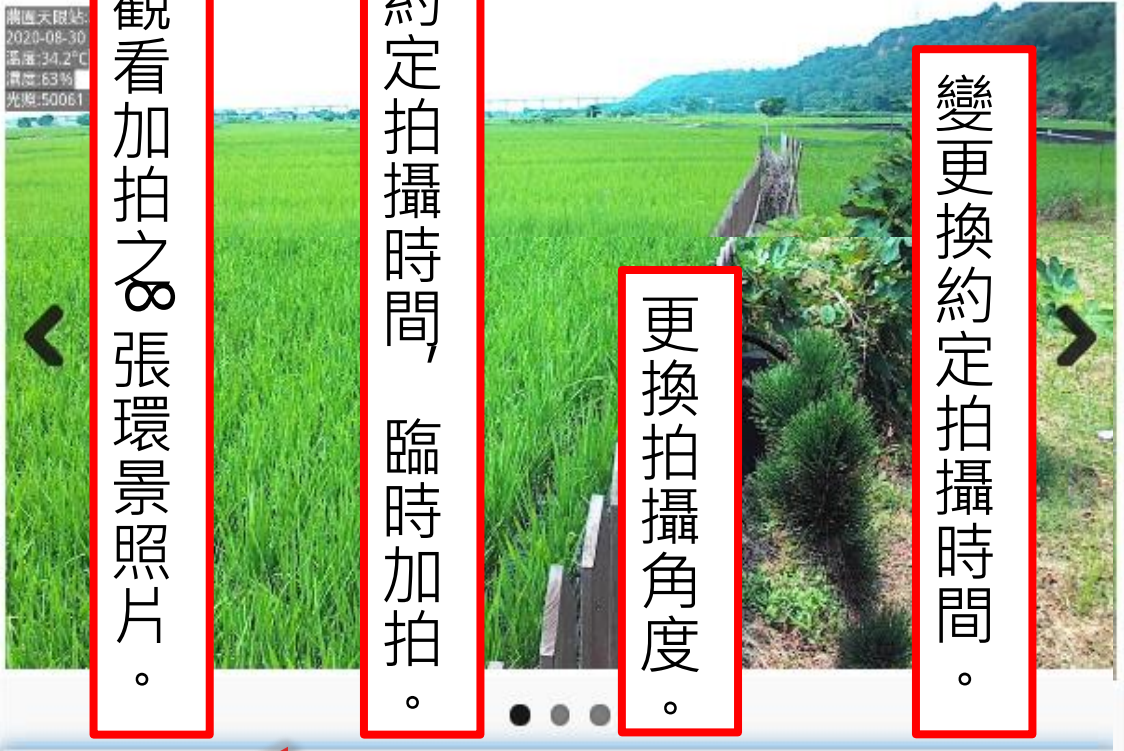 變更換約定拍攝時間。
更換拍攝角度。
約定拍攝時間,臨時加拍。
觀看加拍之8張環景照片。
2020-08-30
溫度:34.2°C
濕度:63%
光照:50061